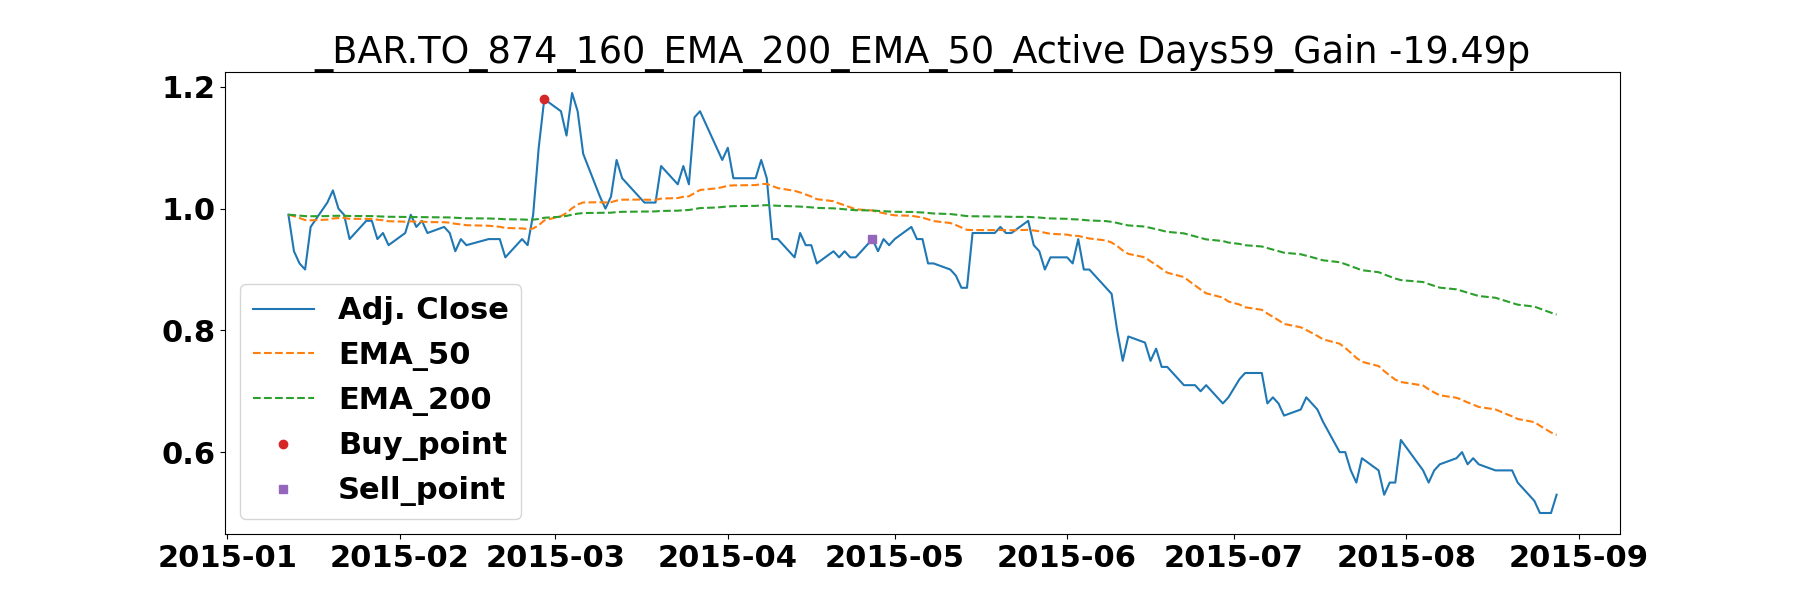 _BAR.TO_874_160_EMA_200_EMA_50_Active Days59_Gain -19.49p
1.2
1.0
0.8
0.6
Adj. Close
EMA_50
EMA_200
Buy_point
Sell_point
2015-01 2015-02 2015-03 2015-04 2015-05 2015-06 2015-07 2015-08 2015-09